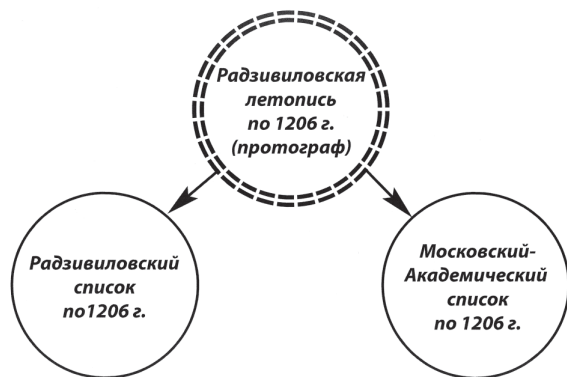 Радзивиловская
летопись
по 1206 г.
(протограф)
Радзивиловский
список
по1206 г.
Московский-
Академический
список
по 1206 г.